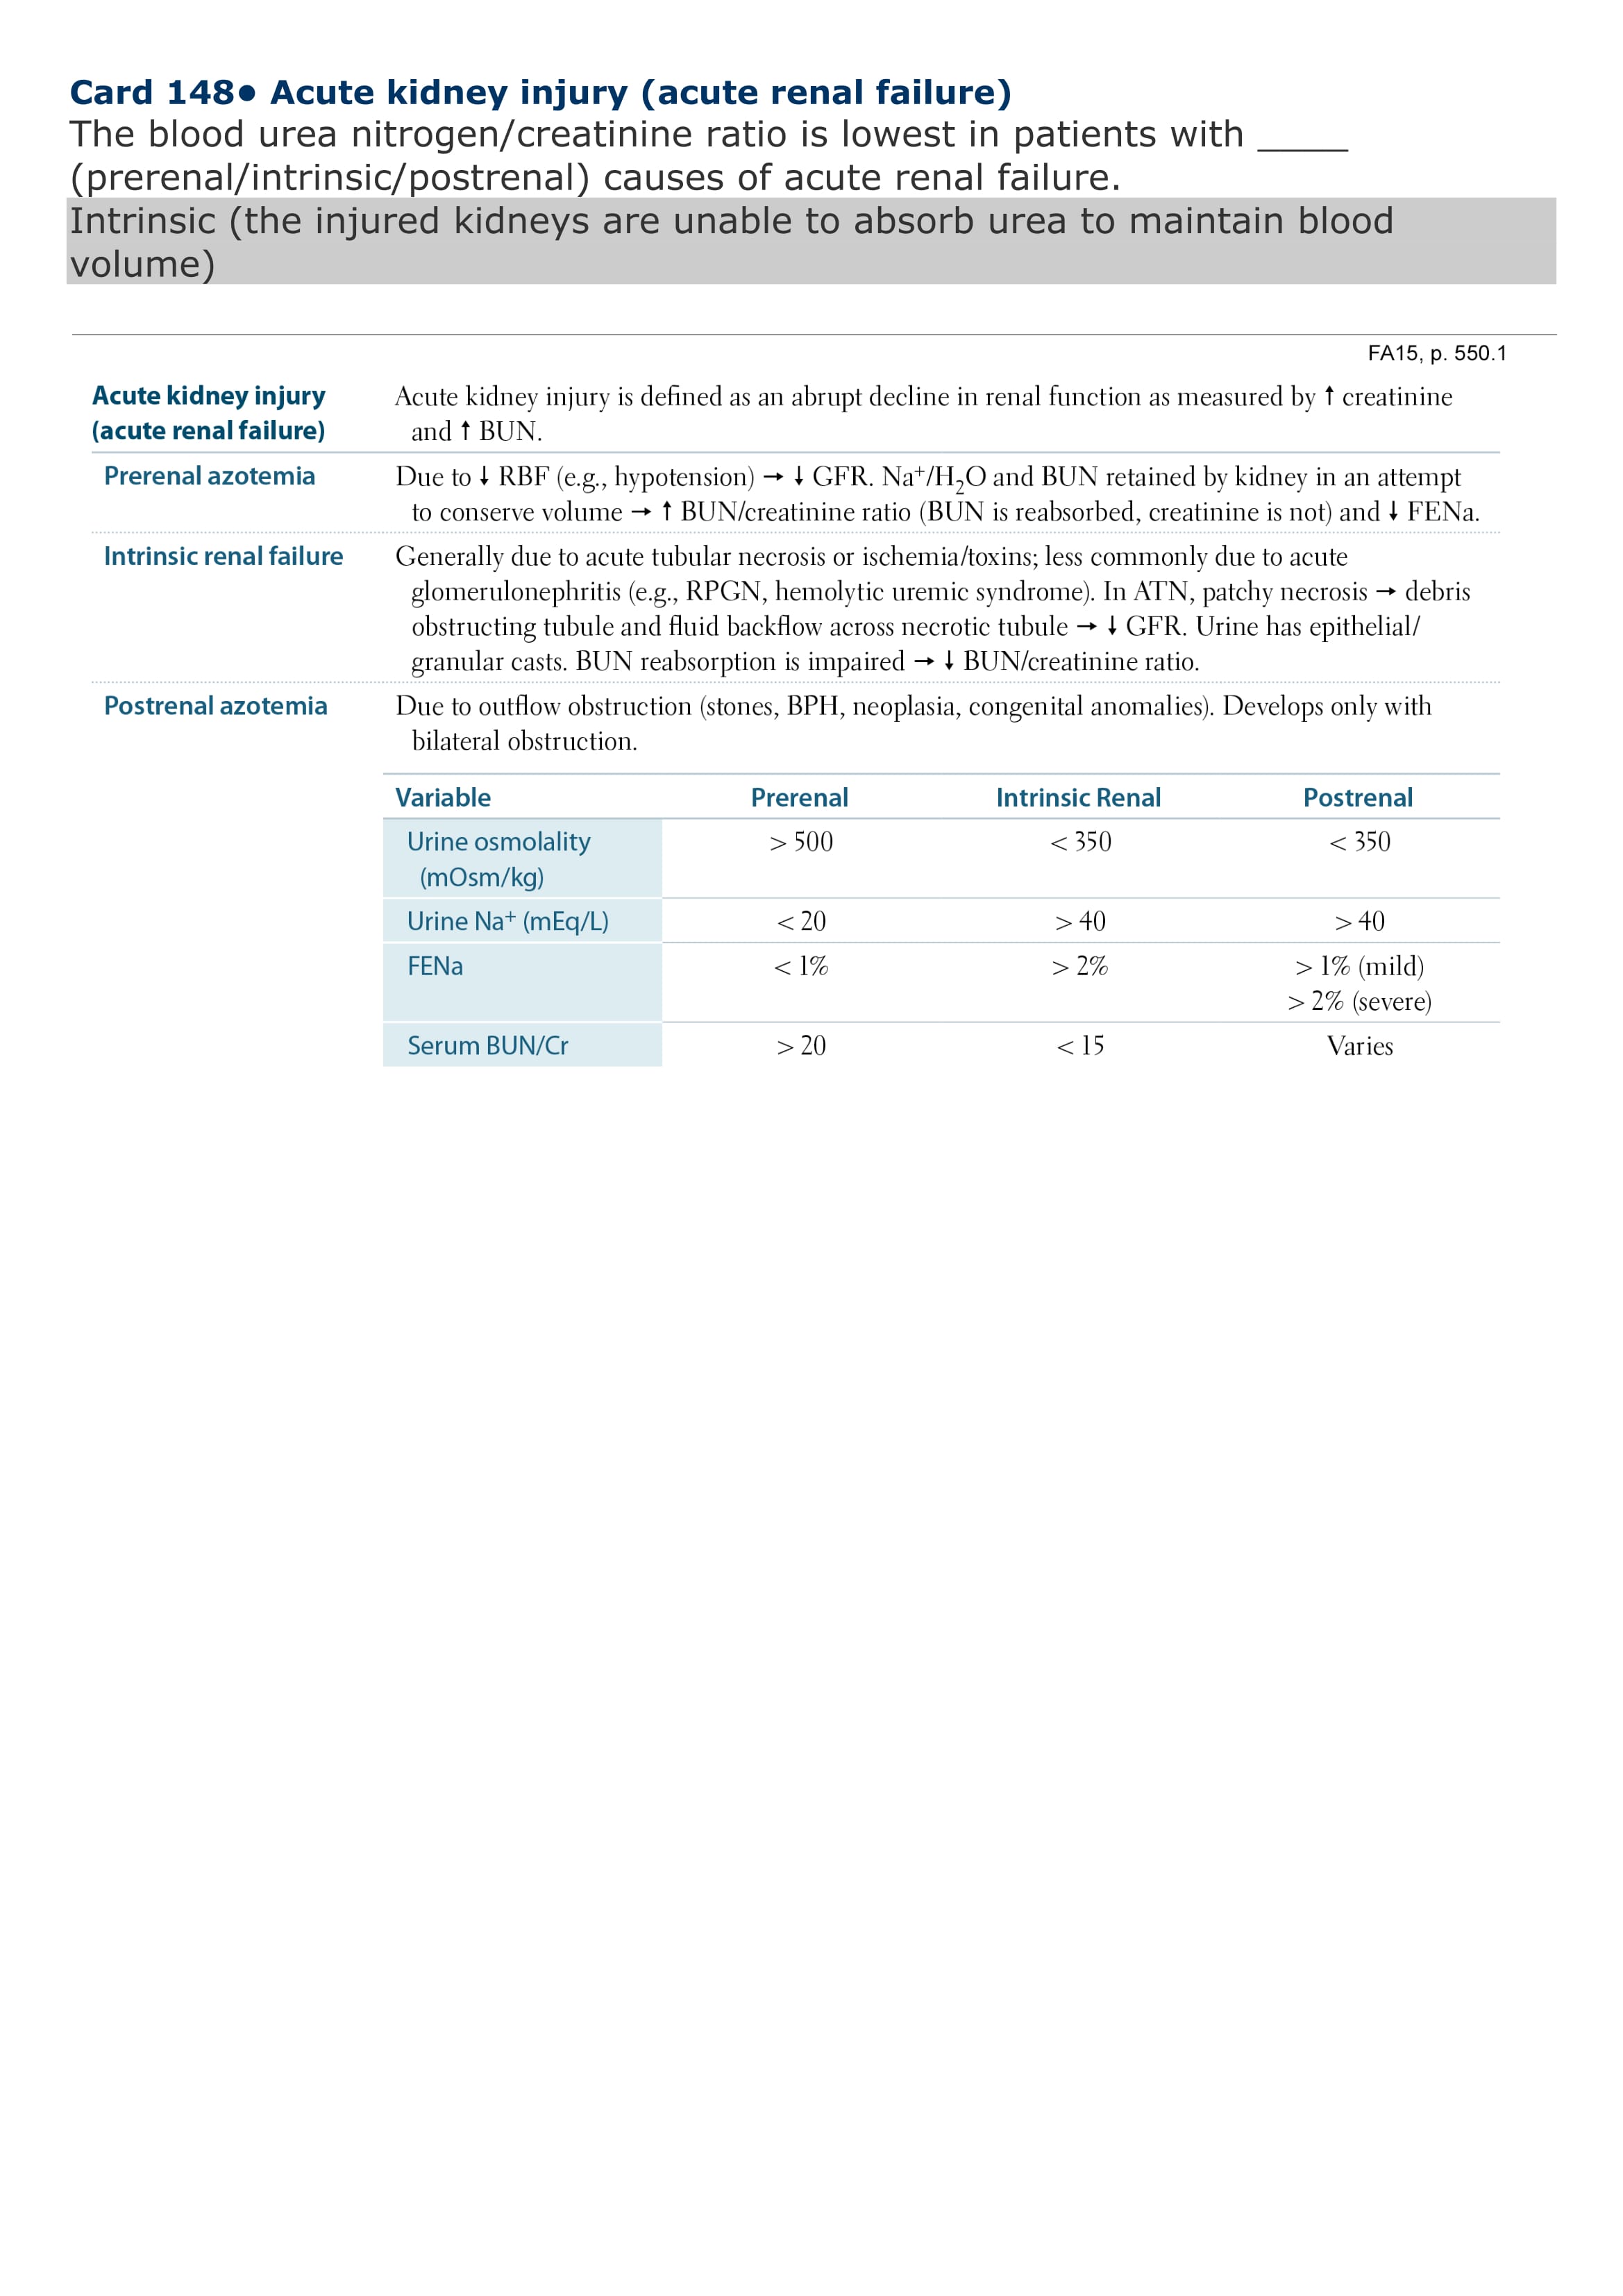 Card 148• Acute kidney injury (acute renal failure)
The blood urea nitrogen/creatinine ratio is lowest in patients with _____
(prerenal/intrinsic/postrenal) causes of acute renal failure.
Intrinsic (the injured kidneys are unable to absorb urea to maintain blood
volume)
FA15, p. 550.1
Acute kidney injury
(acute renal failure)
Acute kidney injury is defined as an abrupt decline in renal function as measured by ↑ creatinine
and ↑ BUN.
Prerenal azotemia
Due to ↓ RBF (e.g., hypotension) → ↓ GFR. Na⁺/H₂O and BUN retained by kidney in an attempt
to conserve volume → ↑ BUN/creatinine ratio (BUN is reabsorbed, creatinine is not) and ↓ FENa.
Intrinsic renal failure
Generally due to acute tubular necrosis or ischemia/toxins; less commonly due to acute
glomerulonephritis (e.g., RPGN, hemolytic uremic syndrome). In ATN, patchy necrosis → debris
obstructing tubule and fluid backflow across necrotic tubule → ↓ GFR. Urine has epithelial/
granular casts. BUN reabsorption is impaired → ↓ BUN/creatinine ratio.
Postrenal azotemia
Due to outflow obstruction (stones, BPH, neoplasia, congenital anomalies). Develops only with
bilateral obstruction.
Variable Prerenal Intrinsic Renal Postrenal
Urine osmolality > 500 < 350 < 350
(mOsm/kg)
Urine Na⁺ (mEq/L) < 20 > 40 > 40
FENa < 1% > 2% > 1% (mild)
> 2% (severe)
Serum BUN/Cr > 20 < 15 Varies